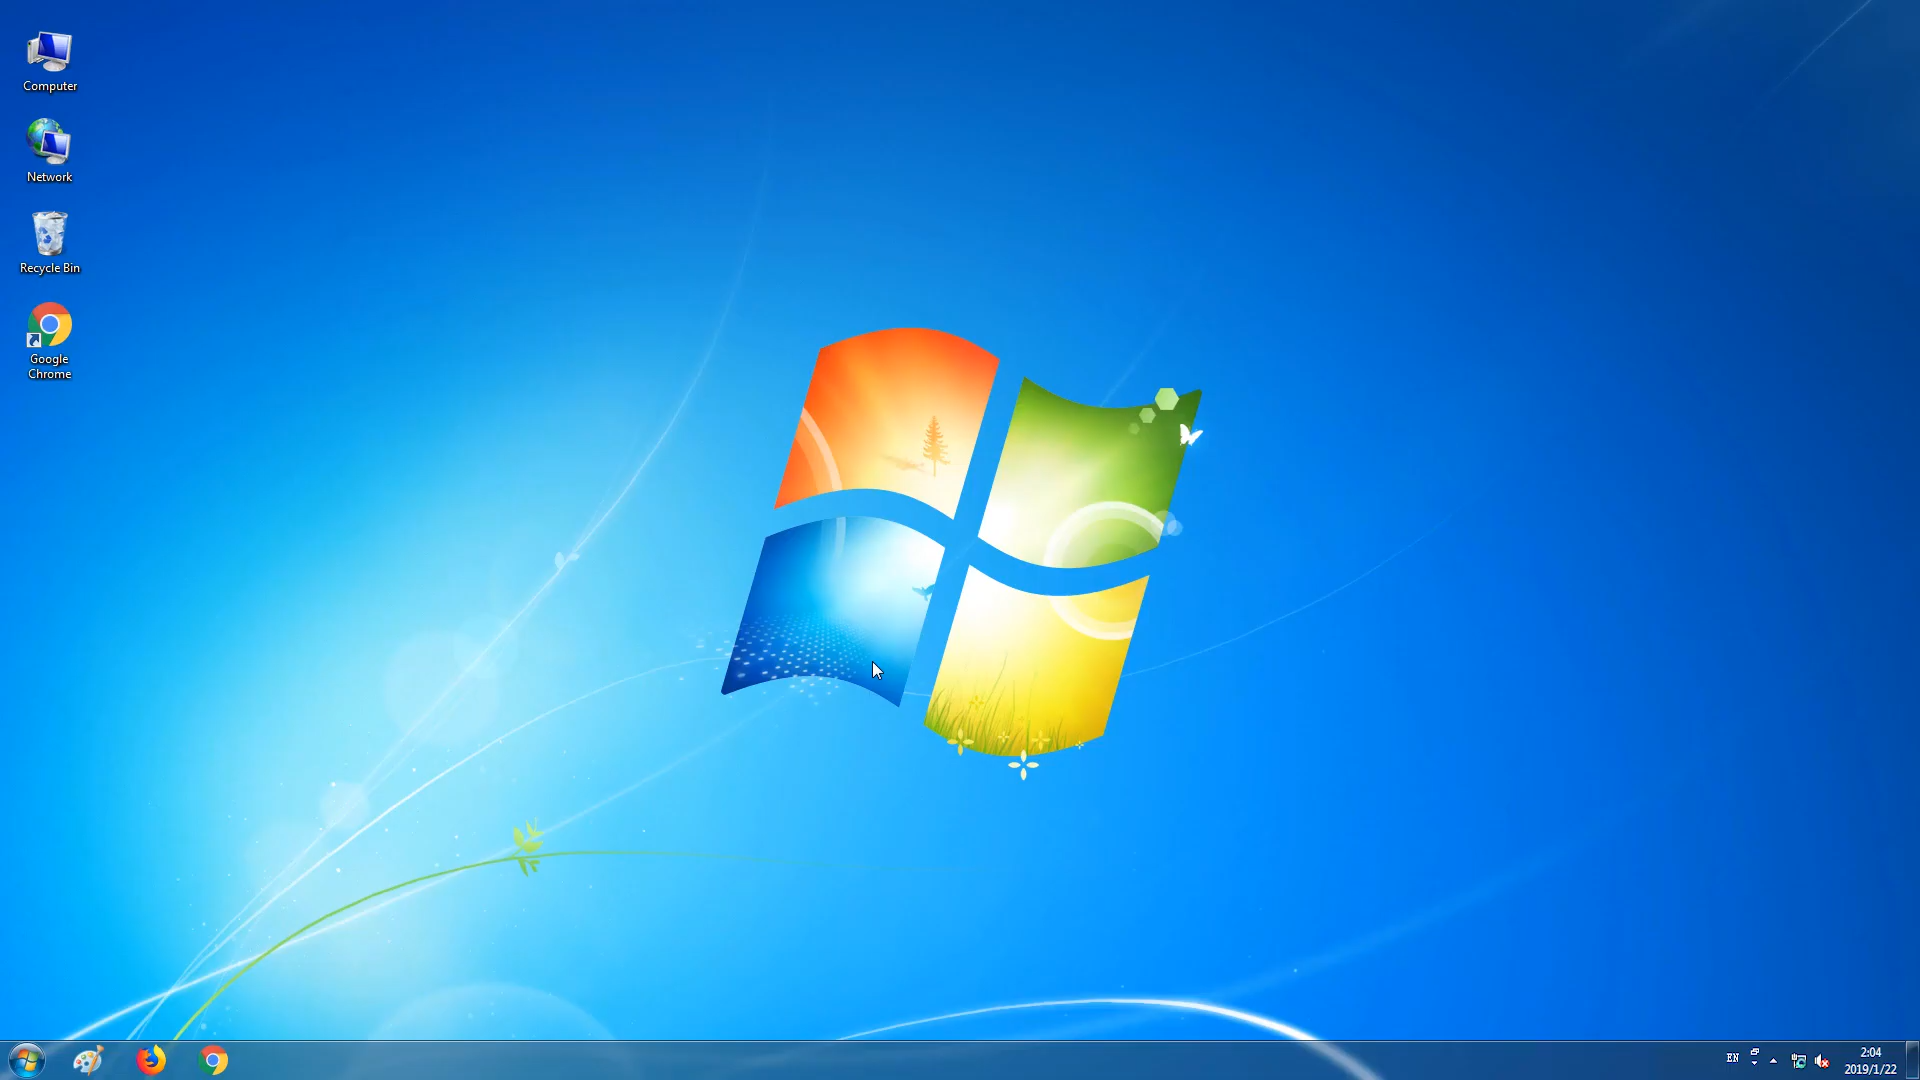 Computer
Network
Recycle Bin
Google
Chrome
EN
2:04
2019/1/22